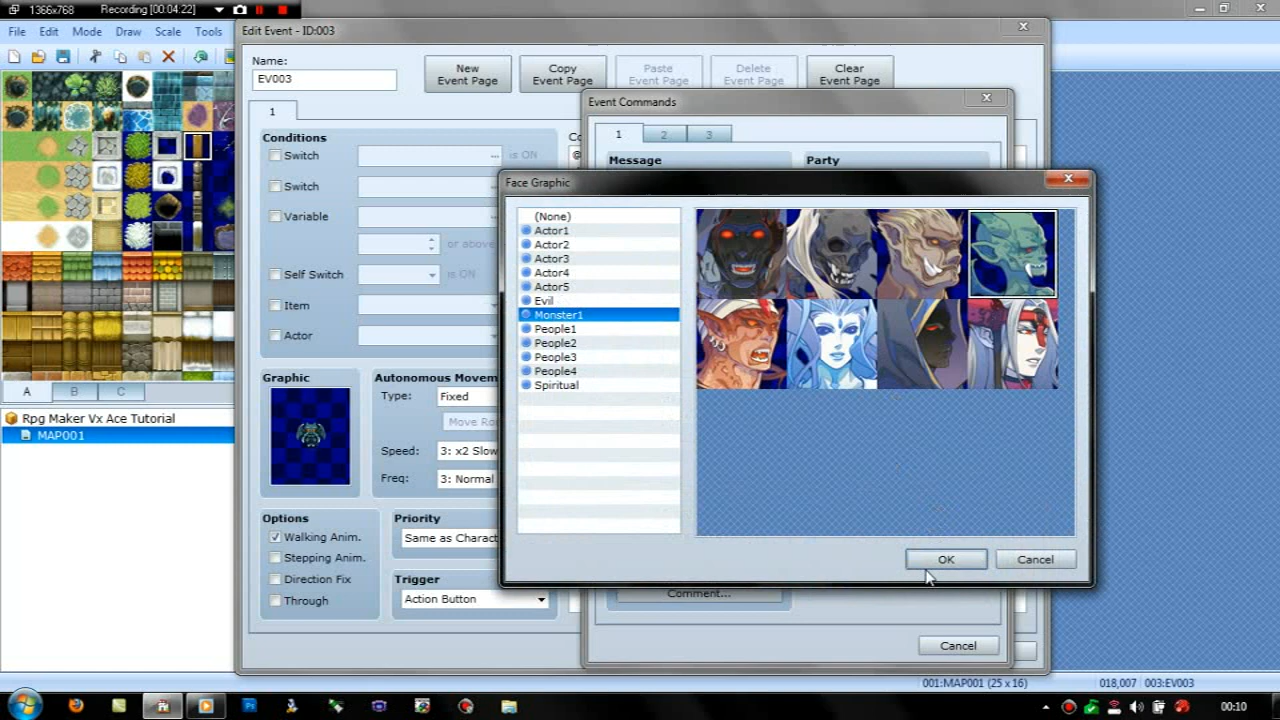 1366x768 Recording [00:04:22]
File Edit Mode Draw Scale Tools
Edit Event - ID:003
Name:
EV003
New Event Page
Copy Event Page
Paste Event Page
Delete Event Page
Clear Event Page
1
Conditions
Switch ... is ON
Switch
Variable
or above
Self Switch is ON
Item
Actor
Graphic
Autonomous Movem
Type: Fixed
Move Ro
Speed: 3: x2 Slow
Freq: 3: Normal
Options
Walking Anim.
Stepping Anim.
Direction Fix
Through
Priority
Same as Charact
Trigger
Action Button
Event Commands
1 2 3
Message Party
Face Graphic
(None)
Actor1
Actor2
Actor3
Actor4
Actor5
Evil
Monster1
People1
People2
People3
People4
Spiritual
OK Cancel
Comment...
Cancel
A B C
Rpg Maker Vx Ace Tutorial
MAP001
001:MAP001 (25 x 16) 018,007 003:EV003
00:10